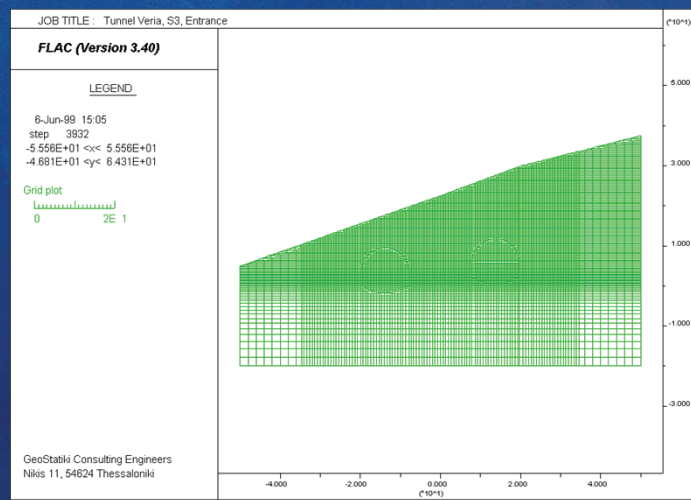 JOB TITLE : Tunnel Veria, S3, Entrance
(*10^1)
FLAC (Version 3.40)
LEGEND
6-Jun-99 15:05
step 3932
-5.556E+01 <x< 5.556E+01
-4.681E+01 <y< 6.431E+01
Grid plot
0 2E 1
5.000
3.000
1.000
-1.000
-3.000
GeoStatiki Consulting Engineers
Nikis 11, 54624 Thessaloniki
-4.000 -2.000 0.000 2.000 4.000
(*10^1)